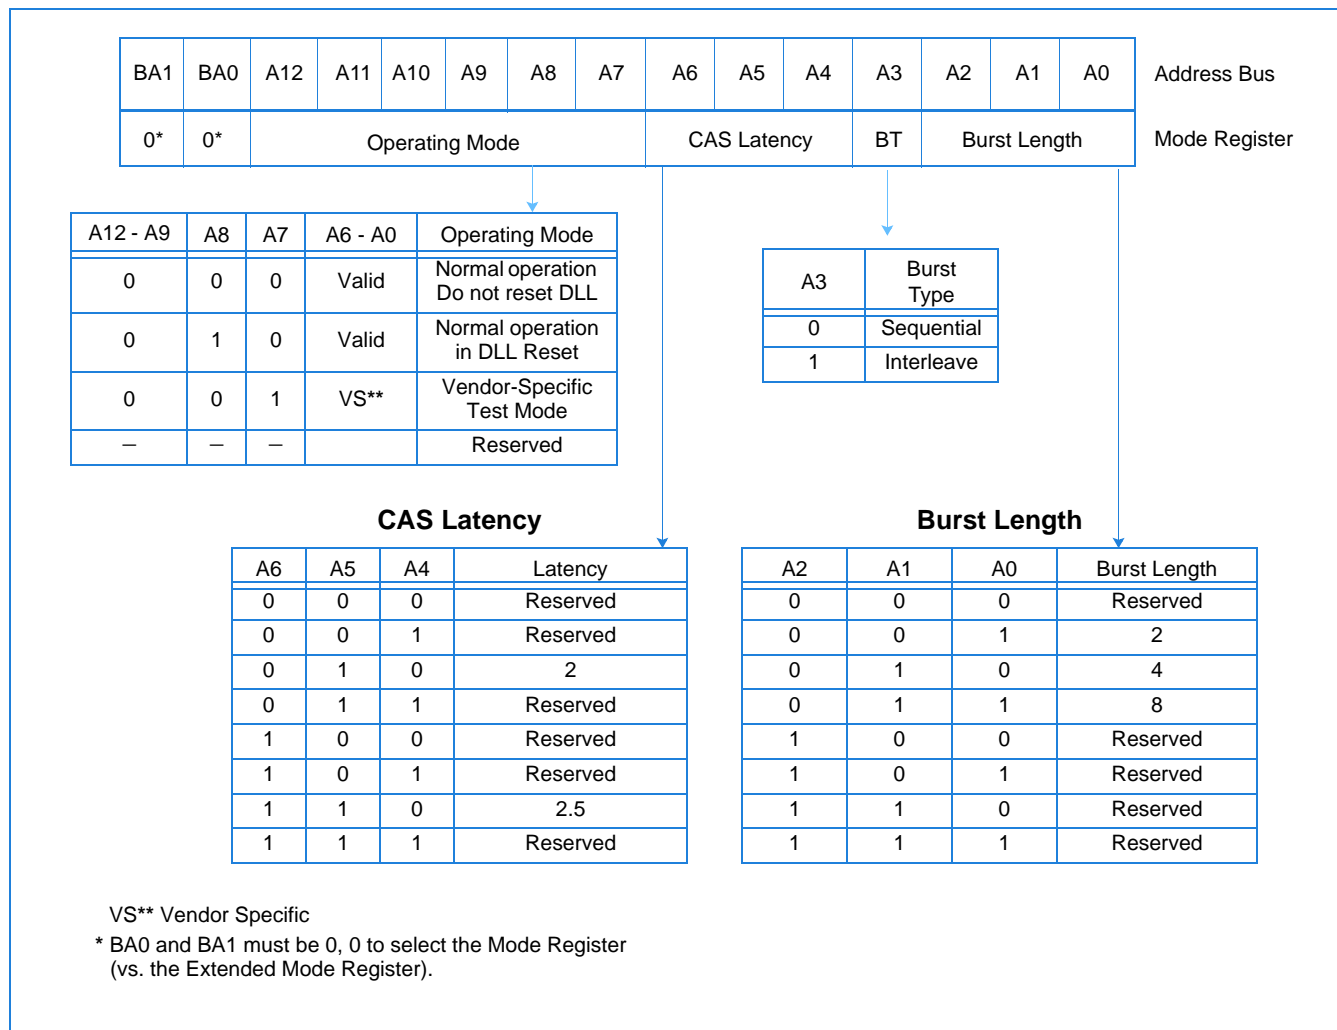 BA1 BA0 A12 A11 A10 A9 A8 A7 A6 A5 A4 A3 A2 A1 A0 Address Bus
0* 0* Operating Mode CAS Latency BT Burst Length Mode Register
A12 - A9 A8 A7 A6 - A0 Operating Mode
0 0 0 Valid Normal operation
Do not reset DLL
0 1 0 Valid Normal operation
in DLL Reset
0 0 1 VS** Vendor-Specific
Test Mode
– – – Reserved
A3 Burst
Type
0 Sequential
1 Interleave
CAS Latency
A6 A5 A4 Latency
0 0 0 Reserved
0 0 1 Reserved
0 1 0 2
0 1 1 Reserved
1 0 0 Reserved
1 0 1 Reserved
1 1 0 2.5
1 1 1 Reserved
Burst Length
A2 A1 A0 Burst Length
0 0 0 Reserved
0 0 1 2
0 1 0 4
0 1 1 8
1 0 0 Reserved
1 0 1 Reserved
1 1 0 Reserved
1 1 1 Reserved
VS** Vendor Specific
* BA0 and BA1 must be 0, 0 to select the Mode Register
(vs. the Extended Mode Register).